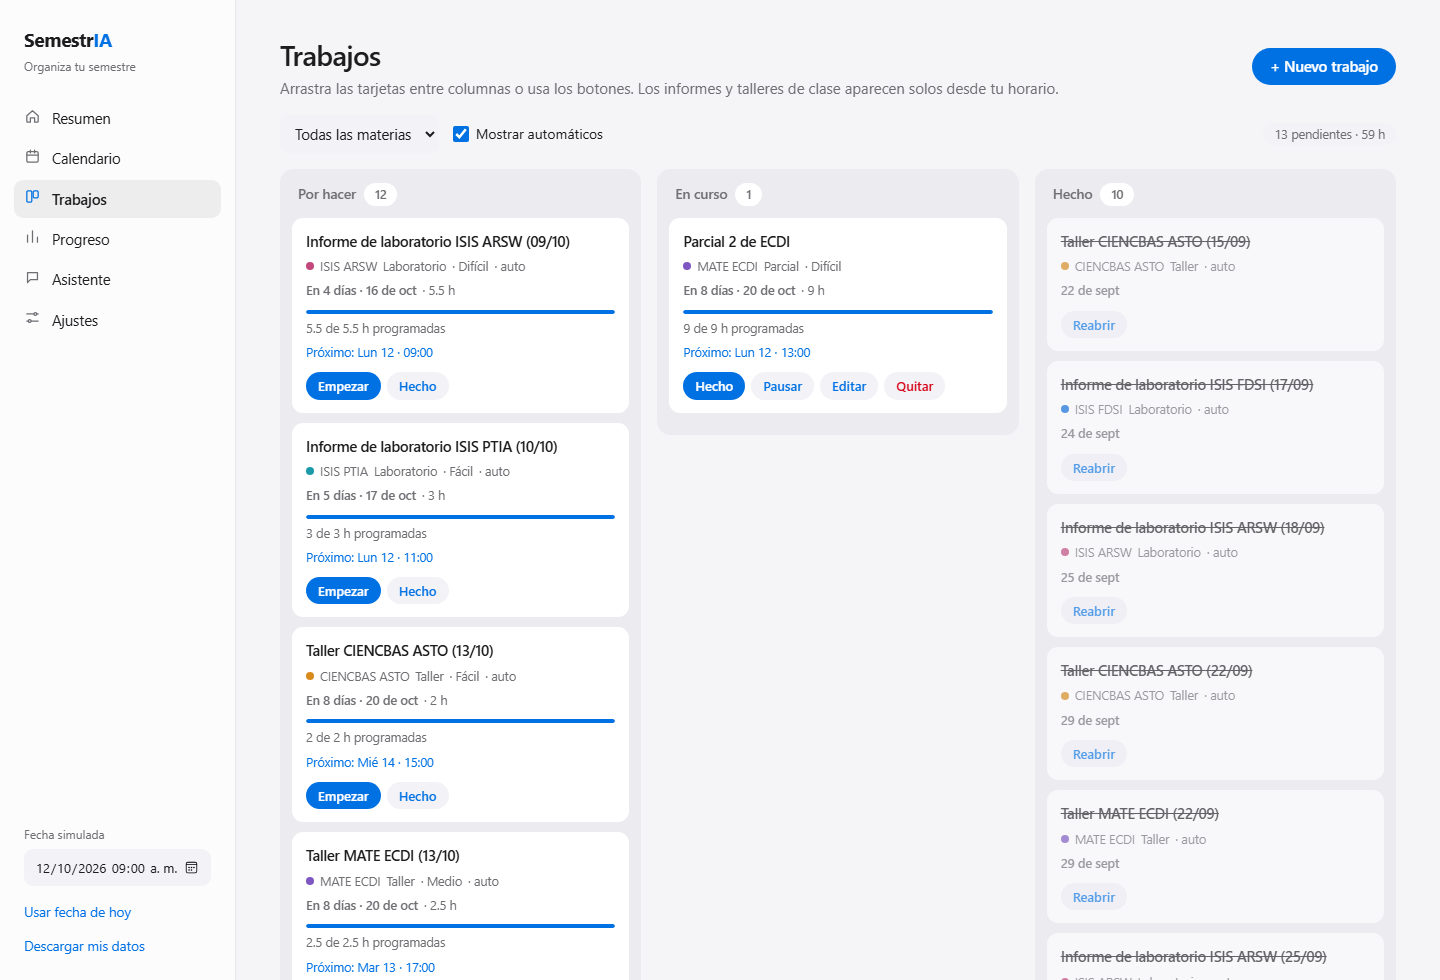 SemestrIA
Organiza tu semestre
Resumen
Calendario
Trabajos
Progreso
Asistente
Ajustes
Fecha simulada
12/10/2026 09:00 a. m.
Usar fecha de hoy
Descargar mis datos
Trabajos
Arrastra las tarjetas entre columnas o usa los botones. Los informes y talleres de clase aparecen solos desde tu horario.
+ Nuevo trabajo
Todas las materias
Mostrar automáticos
13 pendientes · 59 h
Por hacer 12
Informe de laboratorio ISIS ARSW (09/10)
ISIS ARSW Laboratorio · Difícil · auto
En 4 días · 16 de oct · 5.5 h
5.5 de 5.5 h programadas
Próximo: Lun 12 · 09:00
Empezar Hecho
Informe de laboratorio ISIS PTIA (10/10)
ISIS PTIA Laboratorio · Fácil · auto
En 5 días · 17 de oct · 3 h
3 de 3 h programadas
Próximo: Lun 12 · 11:00
Empezar Hecho
Taller CIENCBAS ASTO (13/10)
CIENCBAS ASTO Taller · Fácil · auto
En 8 días · 20 de oct · 2 h
2 de 2 h programadas
Próximo: Mié 14 · 15:00
Empezar Hecho
Taller MATE ECDI (13/10)
MATE ECDI Taller · Medio · auto
En 8 días · 20 de oct · 2.5 h
2.5 de 2.5 h programadas
Próximo: Mar 13 · 17:00
En curso 1
Parcial 2 de ECDI
MATE ECDI Parcial · Difícil
En 8 días · 20 de oct · 9 h
9 de 9 h programadas
Próximo: Lun 12 · 13:00
Hecho Pausar Editar Quitar
Hecho 10
Taller CIENCBAS ASTO (15/09)
CIENCBAS ASTO Taller · auto
22 de sept
Reabrir
Informe de laboratorio ISIS FDSI (17/09)
ISIS FDSI Laboratorio · auto
24 de sept
Reabrir
Informe de laboratorio ISIS ARSW (18/09)
ISIS ARSW Laboratorio · auto
25 de sept
Reabrir
Taller CIENCBAS ASTO (22/09)
CIENCBAS ASTO Taller · auto
29 de sept
Reabrir
Taller MATE ECDI (22/09)
MATE ECDI Taller · auto
29 de sept
Reabrir
Informe de laboratorio ISIS ARSW (25/09)